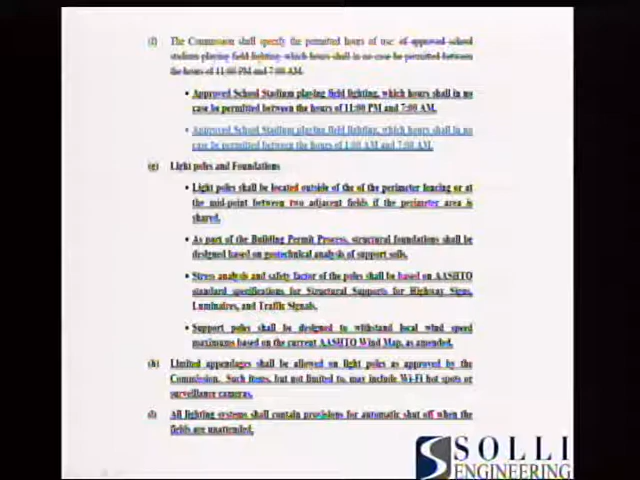 (f) The Commission shall specify the permitted hours of use of approved school
stadium playing field lighting, which hours shall in no case be permitted between
the hours of 11:00 PM and 7:00 AM.
• Approved School Stadium playing field lighting, which hours shall in no
case be permitted between the hours of 11:00 PM and 7:00 AM.
• Approved School Stadium playing field lighting, which hours shall in no
case be permitted between the hours of 1:00 AM and 7:00 AM.
(g) Light poles and Foundations
• Light poles shall be located outside of the of the perimeter fencing or at
the mid-point between two adjacent fields if the perimeter area is
shared.
• As part of the Building Permit Process, structural foundations shall be
designed based on geotechnical analysis of support soils.
• Stress analysis and safety factor of the poles shall be based on AASHTO
standard specifications for Structural Supports for Highway Signs,
Luminaires, and Traffic Signals.
• Support poles shall be designed to withstand local wind speed
maximums based on the current AASHTO Wind Map, as amended.
(h) Limited appendages shall be allowed on light poles as approved by the
Commission. Such items, but not limited to, may include Wi-Fi hot spots or
surveillance cameras.
(i) All lighting systems shall contain provisions for automatic shut off when the
fields are unattended.
SOLLI
ENGINEERING